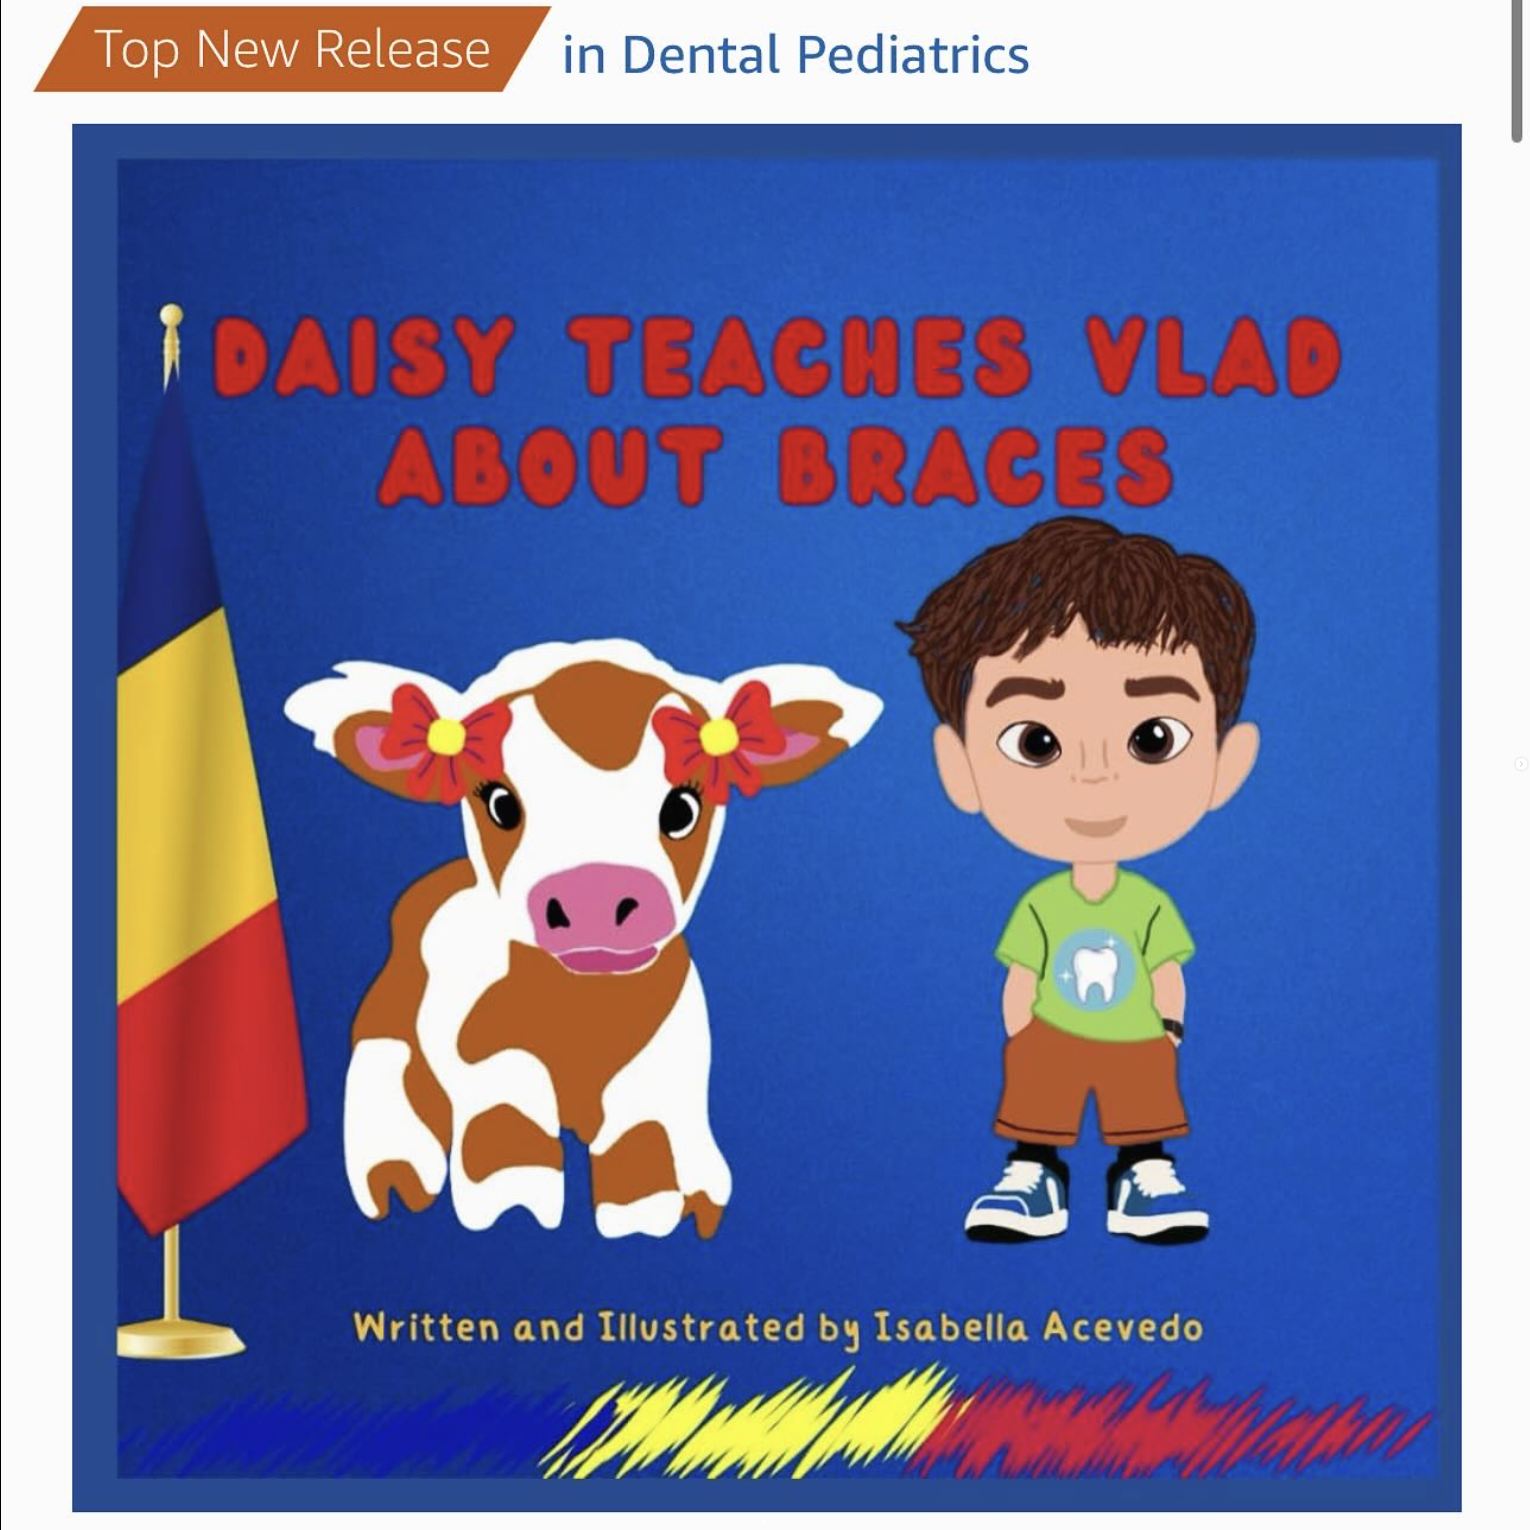 Top New Release in Dental Pediatrics
DAISY TEACHES VLAD
ABOUT BRACES
Written and Illustrated by Isabella Acevedo